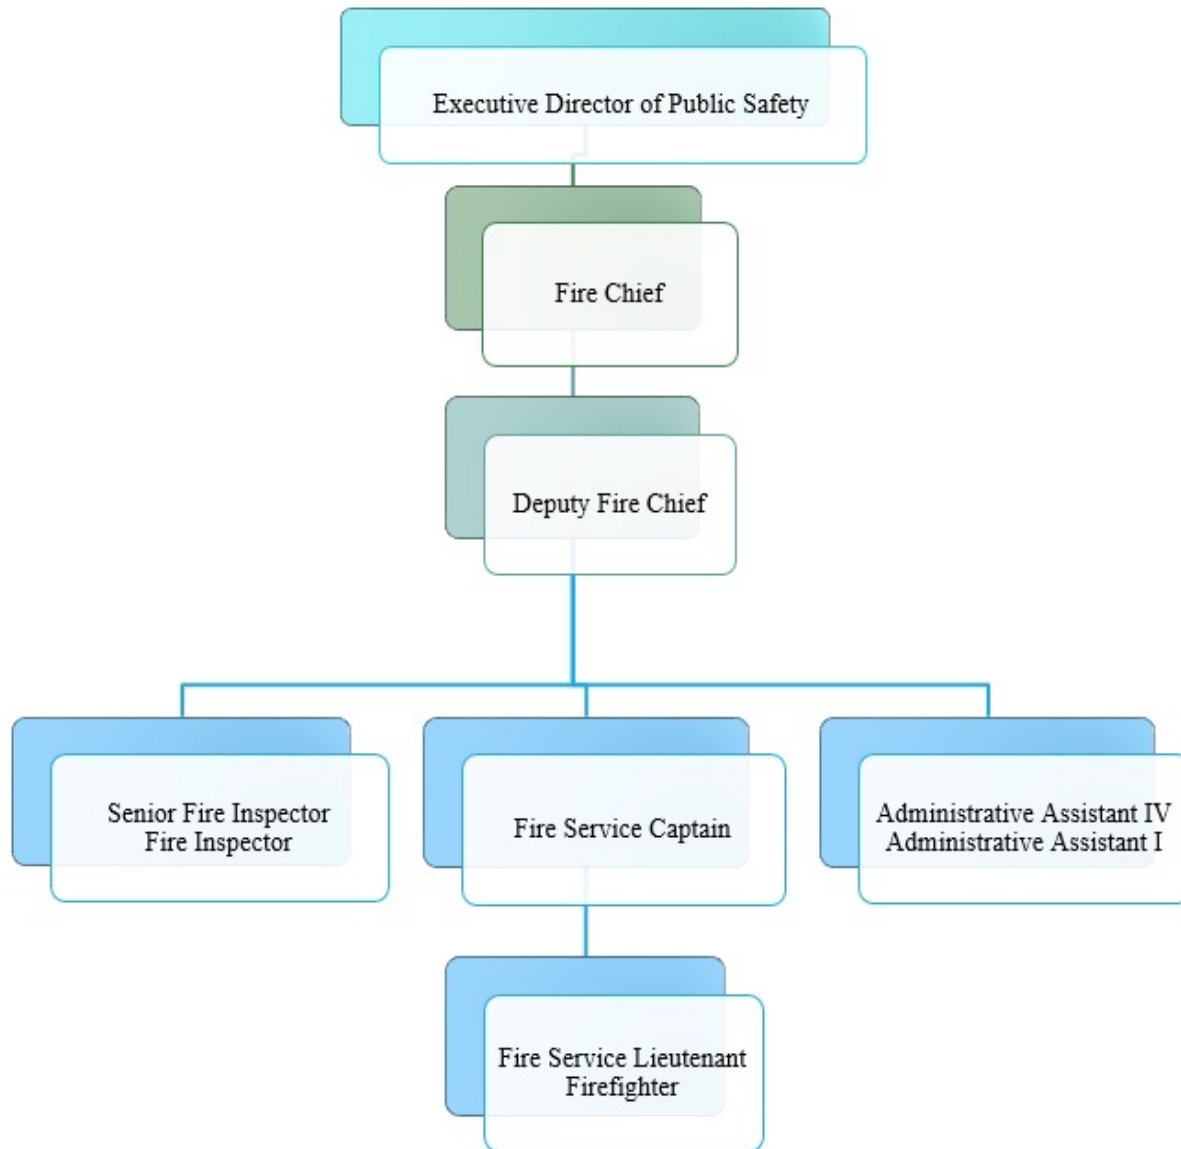 Executive Director of Public Safety
Fire Chief
Deputy Fire Chief
Senior Fire Inspector
Fire Inspector
Fire Service Captain
Administrative Assistant IV
Administrative Assistant I
Fire Service Lieutenant
Firefighter